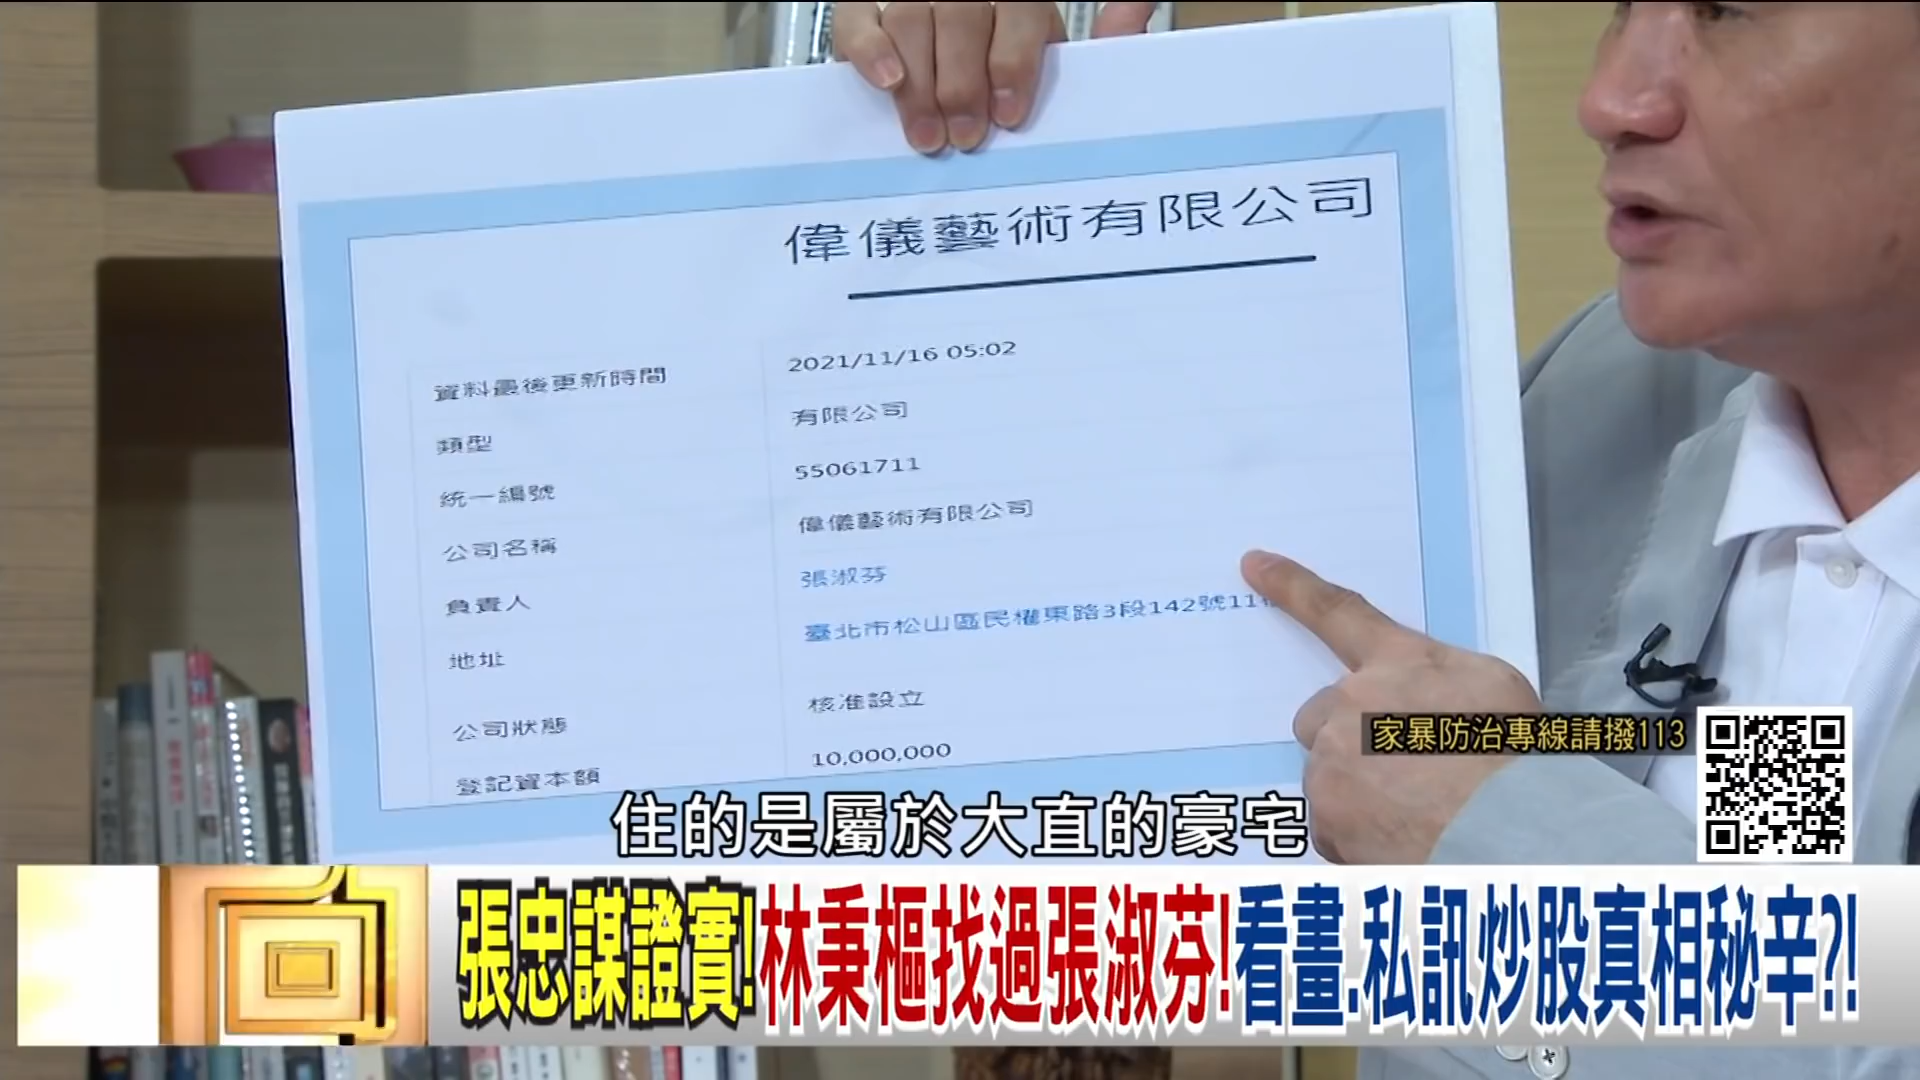 偉儀藝術有限公司
資料最後更新時間 2021/11/16 05:02
類型 有限公司
統一編號 55061711
公司名稱 偉儀藝術有限公司
負責人 張淑芬
地址 臺北市松山區民權東路3段142號11
公司狀態 核准設立
登記資本額 10,000,000
家暴防治專線請撥113
住的是屬於大直的豪宅
張忠謀證實!林秉樞找過張淑芬!看畫.私訊炒股真相秘辛?!